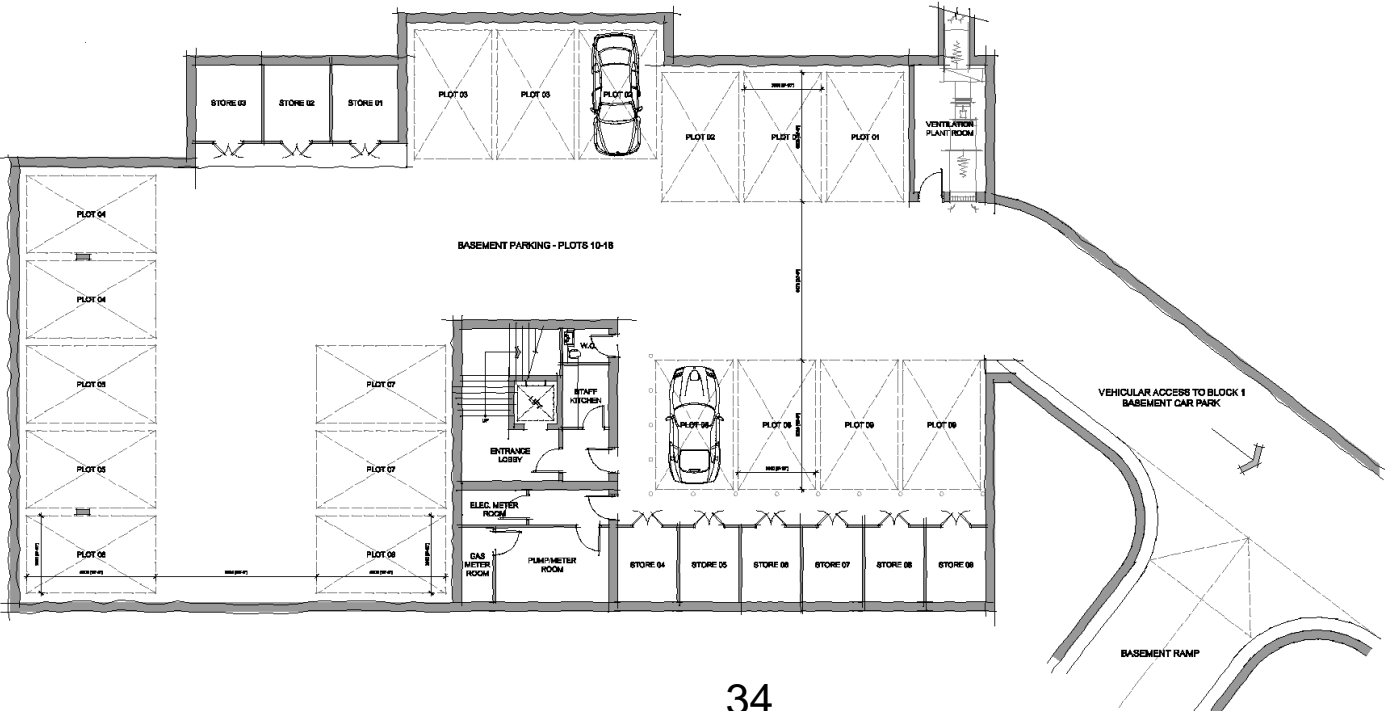 STORE 03
STORE 02
STORE 01
PLOT 03
PLOT 03
PLOT 02
PLOT 02
PLOT 01
VENTILATION
PLANT ROOM
PLOT 04
BASEMENT PARKING - PLOTS 10-18
PLOT 04
W.C.
PLOT 05
PLOT 07
STAFF
KITCHEN
LIFT
UP
VEHICULAR ACCESS TO BLOCK 1
BASEMENT CAR PARK
PLOT 08
PLOT 09
PLOT 09
ENTRANCE
LOBBY
PLOT 05
PLOT 07
ELEC. METER
ROOM
PLOT 06
PLOT 06
GAS
METER
ROOM
PUMP/METER
ROOM
STORE 04
STORE 05
STORE 06
STORE 07
STORE 08
STORE 09
BASEMENT RAMP
34